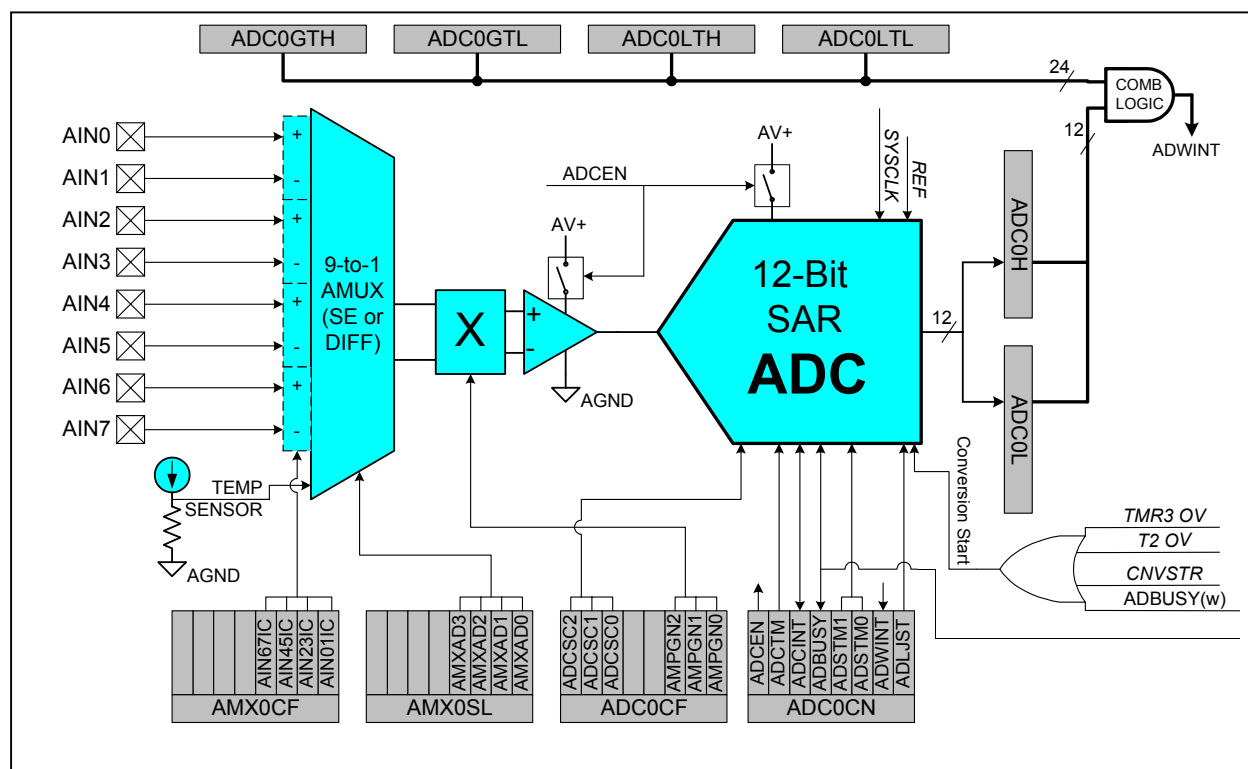 ADC0GTH
ADC0GTL
ADC0LTH
ADC0LTL
24
COMB
LOGIC
12
ADWINT
AIN0
AIN1
AIN2
AIN3
AIN4
AIN5
AIN6
AIN7
+
-
+
-
+
-
+
-
9-to-1
AMUX
(SE or
DIFF)
TEMP
SENSOR
AGND
X
+
-
AV+
AGND
ADCEN
AV+
SYSCLK
REF
12-Bit
SAR
ADC
12
ADC0H
ADC0L
Conversion Start
TMR3 OV
T2 OV
CNVSTR
ADBUSY(w)
AIN67IC
AIN45IC
AIN23IC
AIN01IC
AMX0CF
AMXAD3
AMXAD2
AMXAD1
AMXAD0
AMX0SL
ADCSC2
ADCSC1
ADCSC0
AMPGN2
AMPGN1
AMPGN0
ADC0CF
ADCEN
ADCTM
ADCINT
ADBUSY
ADSTM1
ADSTM0
ADWINT
ADLJST
ADC0CN